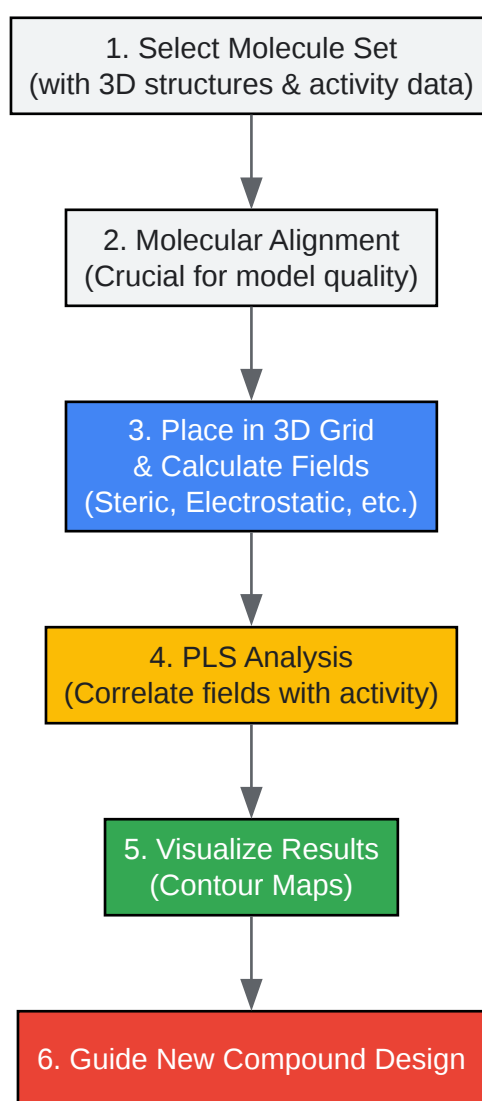 1. Select Molecule Set
(with 3D structures & activity data)
2. Molecular Alignment
(Crucial for model quality)
3. Place in 3D Grid
& Calculate Fields
(Steric, Electrostatic, etc.)
4. PLS Analysis
(Correlate fields with activity)
5. Visualize Results
(Contour Maps)
6. Guide New Compound Design